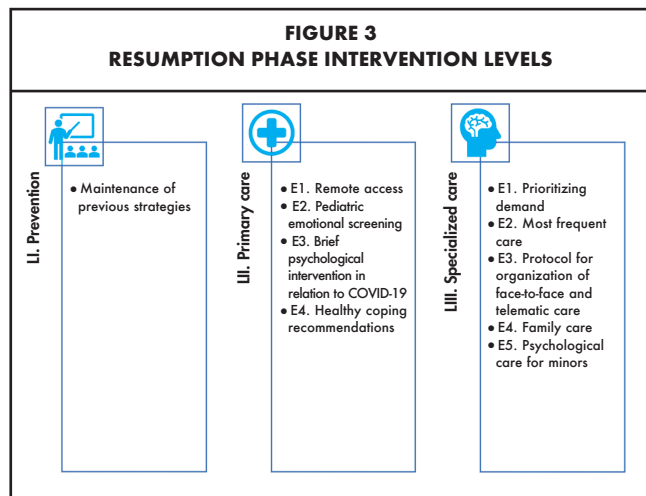 FIGURE 3
RESUMPTION PHASE INTERVENTION LEVELS
LI. Prevention
• Maintenance of
previous strategies
LII. Primary care
• E1. Remote access
• E2. Pediatric
emotional screening
• E3. Brief
psychological
intervention in
relation to COVID-19
• E4. Healthy coping
recommendations
LIII. Specialized care
• E1. Prioritizing
demand
• E2. Most frequent
care
• E3. Protocol for
organization of
face-to-face and
telematic care
• E4. Family care
• E5. Psychological
care for minors